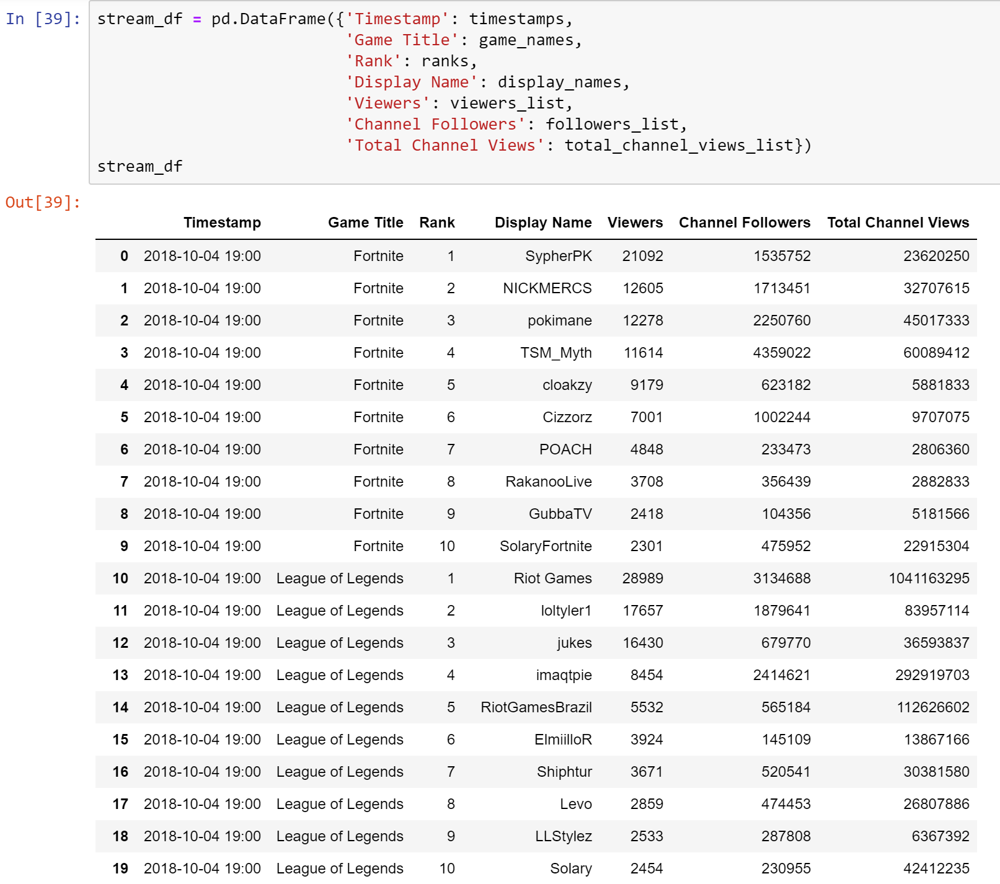 In [39]: stream_df = pd.DataFrame({'Timestamp': timestamps,
'Game Title': game_names,
'Rank': ranks,
'Display Name': display_names,
'Viewers': viewers_list,
'Channel Followers': followers_list,
'Total Channel Views': total_channel_views_list})
stream_df
Out[39]:
Timestamp Game Title Rank Display Name Viewers Channel Followers Total Channel Views
0 2018-10-04 19:00 Fortnite 1 SypherPK 21092 1535752 23620250
1 2018-10-04 19:00 Fortnite 2 NICKMERCS 12605 1713451 32707615
2 2018-10-04 19:00 Fortnite 3 pokimane 12278 2250760 45017333
3 2018-10-04 19:00 Fortnite 4 TSM_Myth 11614 4359022 60089412
4 2018-10-04 19:00 Fortnite 5 cloakzy 9179 623182 5881833
5 2018-10-04 19:00 Fortnite 6 Cizzorz 7001 1002244 9707075
6 2018-10-04 19:00 Fortnite 7 POACH 4848 233473 2806360
7 2018-10-04 19:00 Fortnite 8 RakanooLive 3708 356439 2882833
8 2018-10-04 19:00 Fortnite 9 GubbaTV 2418 104356 5181566
9 2018-10-04 19:00 Fortnite 10 SolaryFortnite 2301 475952 22915304
10 2018-10-04 19:00 League of Legends 1 Riot Games 28989 3134688 1041163295
11 2018-10-04 19:00 League of Legends 2 loltyler1 17657 1879641 83957114
12 2018-10-04 19:00 League of Legends 3 jukes 16430 679770 36593837
13 2018-10-04 19:00 League of Legends 4 imaqtpie 8454 2414621 292919703
14 2018-10-04 19:00 League of Legends 5 RiotGamesBrazil 5532 565184 112626602
15 2018-10-04 19:00 League of Legends 6 ElmiilloR 3924 145109 13867166
16 2018-10-04 19:00 League of Legends 7 Shiphtur 3671 520541 30381580
17 2018-10-04 19:00 League of Legends 8 Levo 2859 474453 26807886
18 2018-10-04 19:00 League of Legends 9 LLStylez 2533 287808 6367392
19 2018-10-04 19:00 League of Legends 10 Solary 2454 230955 42412235